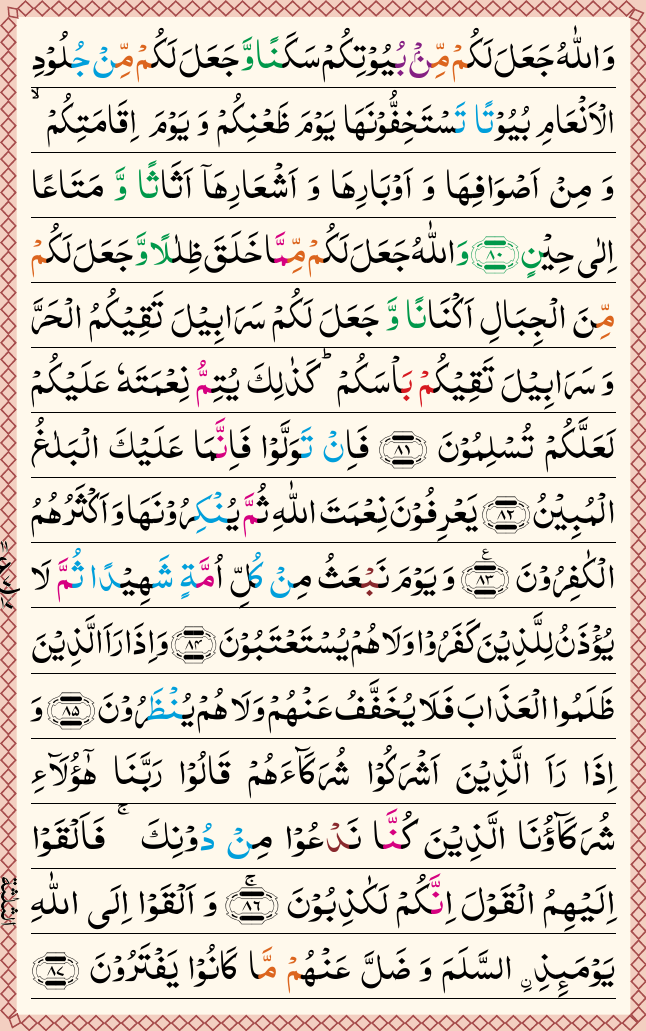 وَاللّٰهُ جَعَلَ لَكُمْ مِّنْۢ بُيُوْتِكُمْ سَكَنًا وَّ جَعَلَ لَكُمْ مِّنْ جُلُوْدِ
الْاَنْعَامِ بُيُوْتًا تَسْتَخِفُّوْنَهَا يَوْمَ ظَعْنِكُمْ وَ يَوْمَ اِقَامَتِكُمْ ۙ
وَ مِنْ اَصْوَافِهَا وَ اَوْبَارِهَا وَ اَشْعَارِهَاۤ اَثَاثًا وَّ مَتَاعًا
اِلٰى حِيْنٍ ﴿۸۰﴾ وَاللّٰهُ جَعَلَ لَكُمْ مِّمَّا خَلَقَ ظِلٰلًا وَّ جَعَلَ لَكُمْ
مِّنَ الْجِبَالِ اَكْنَانًا وَّ جَعَلَ لَكُمْ سَرَابِيْلَ تَقِيْكُمُ الْحَرَّ
وَ سَرَابِيْلَ تَقِيْكُمْ بَاْسَكُمْ ؕ كَذٰلِكَ يُتِمُّ نِعْمَتَهٗ عَلَيْكُمْ
لَعَلَّكُمْ تُسْلِمُوْنَ ﴿۸۱﴾ فَاِنْ تَوَلَّوْا فَاِنَّمَا عَلَيْكَ الْبَلٰغُ
الْمُبِيْنُ ﴿۸۲﴾ يَعْرِفُوْنَ نِعْمَتَ اللّٰهِ ثُمَّ يُنْكِرُوْنَهَا وَ اَكْثَرُهُمُ
الْكٰفِرُوْنَ ﴿۸۳﴾ۧ وَ يَوْمَ نَبْعَثُ مِنْ كُلِّ اُمَّةٍ شَهِيْدًا ثُمَّ لَا
يُؤْذَنُ لِلَّذِيْنَ كَفَرُوْا وَلَا هُمْ يُسْتَعْتَبُوْنَ ﴿۸۴﴾ وَاِذَا رَاَ الَّذِيْنَ
ظَلَمُوا الْعَذَابَ فَلَا يُخَفَّفُ عَنْهُمْ وَلَا هُمْ يُنْظَرُوْنَ ﴿۸۵﴾ وَ
اِذَا رَاَ الَّذِيْنَ اَشْرَكُوْا شُرَكَآءَهُمْ قَالُوْا رَبَّنَا هٰۤؤُلَآءِ
شُرَكَآؤُنَا الَّذِيْنَ كُنَّا نَدْعُوْا مِنْ دُوْنِكَ ۚ فَاَلْقَوْا
اِلَيْهِمُ الْقَوْلَ اِنَّكُمْ لَكٰذِبُوْنَ ﴿۸۶﴾ۚ وَ اَلْقَوْا اِلَى اللّٰهِ
يَوْمَىِٕذِ ࣙالسَّلَمَ وَ ضَلَّ عَنْهُمْ مَّا كَانُوْا يَفْتَرُوْنَ ﴿۸۷﴾
الثلثة